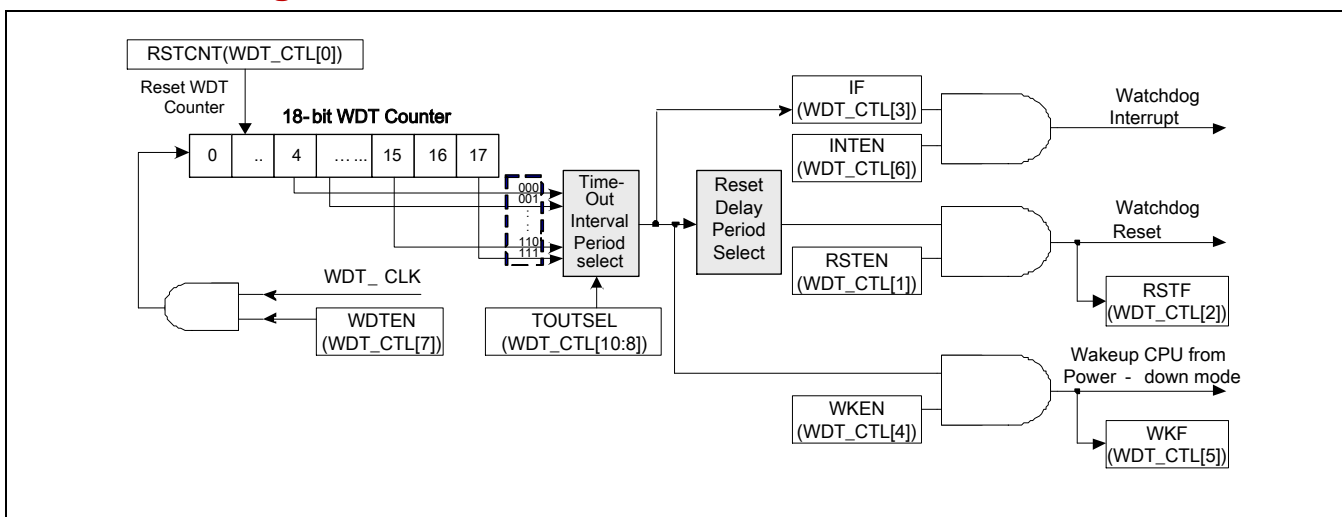 RSTCNT(WDT_CTL[0])
Reset WDT
Counter
18-bit WDT Counter
0 .. 4 ... ... 15 16 17
000
001
:
:
110
111
Time-
Out
Interval
Period
select
Reset
Delay
Period
Select
IF
(WDT_CTL[3])
INTEN
(WDT_CTL[6])
Watchdog
Interrupt
RSTEN
(WDT_CTL[1])
Watchdog
Reset
RSTF
(WDT_CTL[2])
WDT_ CLK
WDTEN
(WDT_CTL[7])
TOUTSEL
(WDT_CTL[10:8])
WKEN
(WDT_CTL[4])
Wakeup CPU from
Power - down mode
WKF
(WDT_CTL[5])